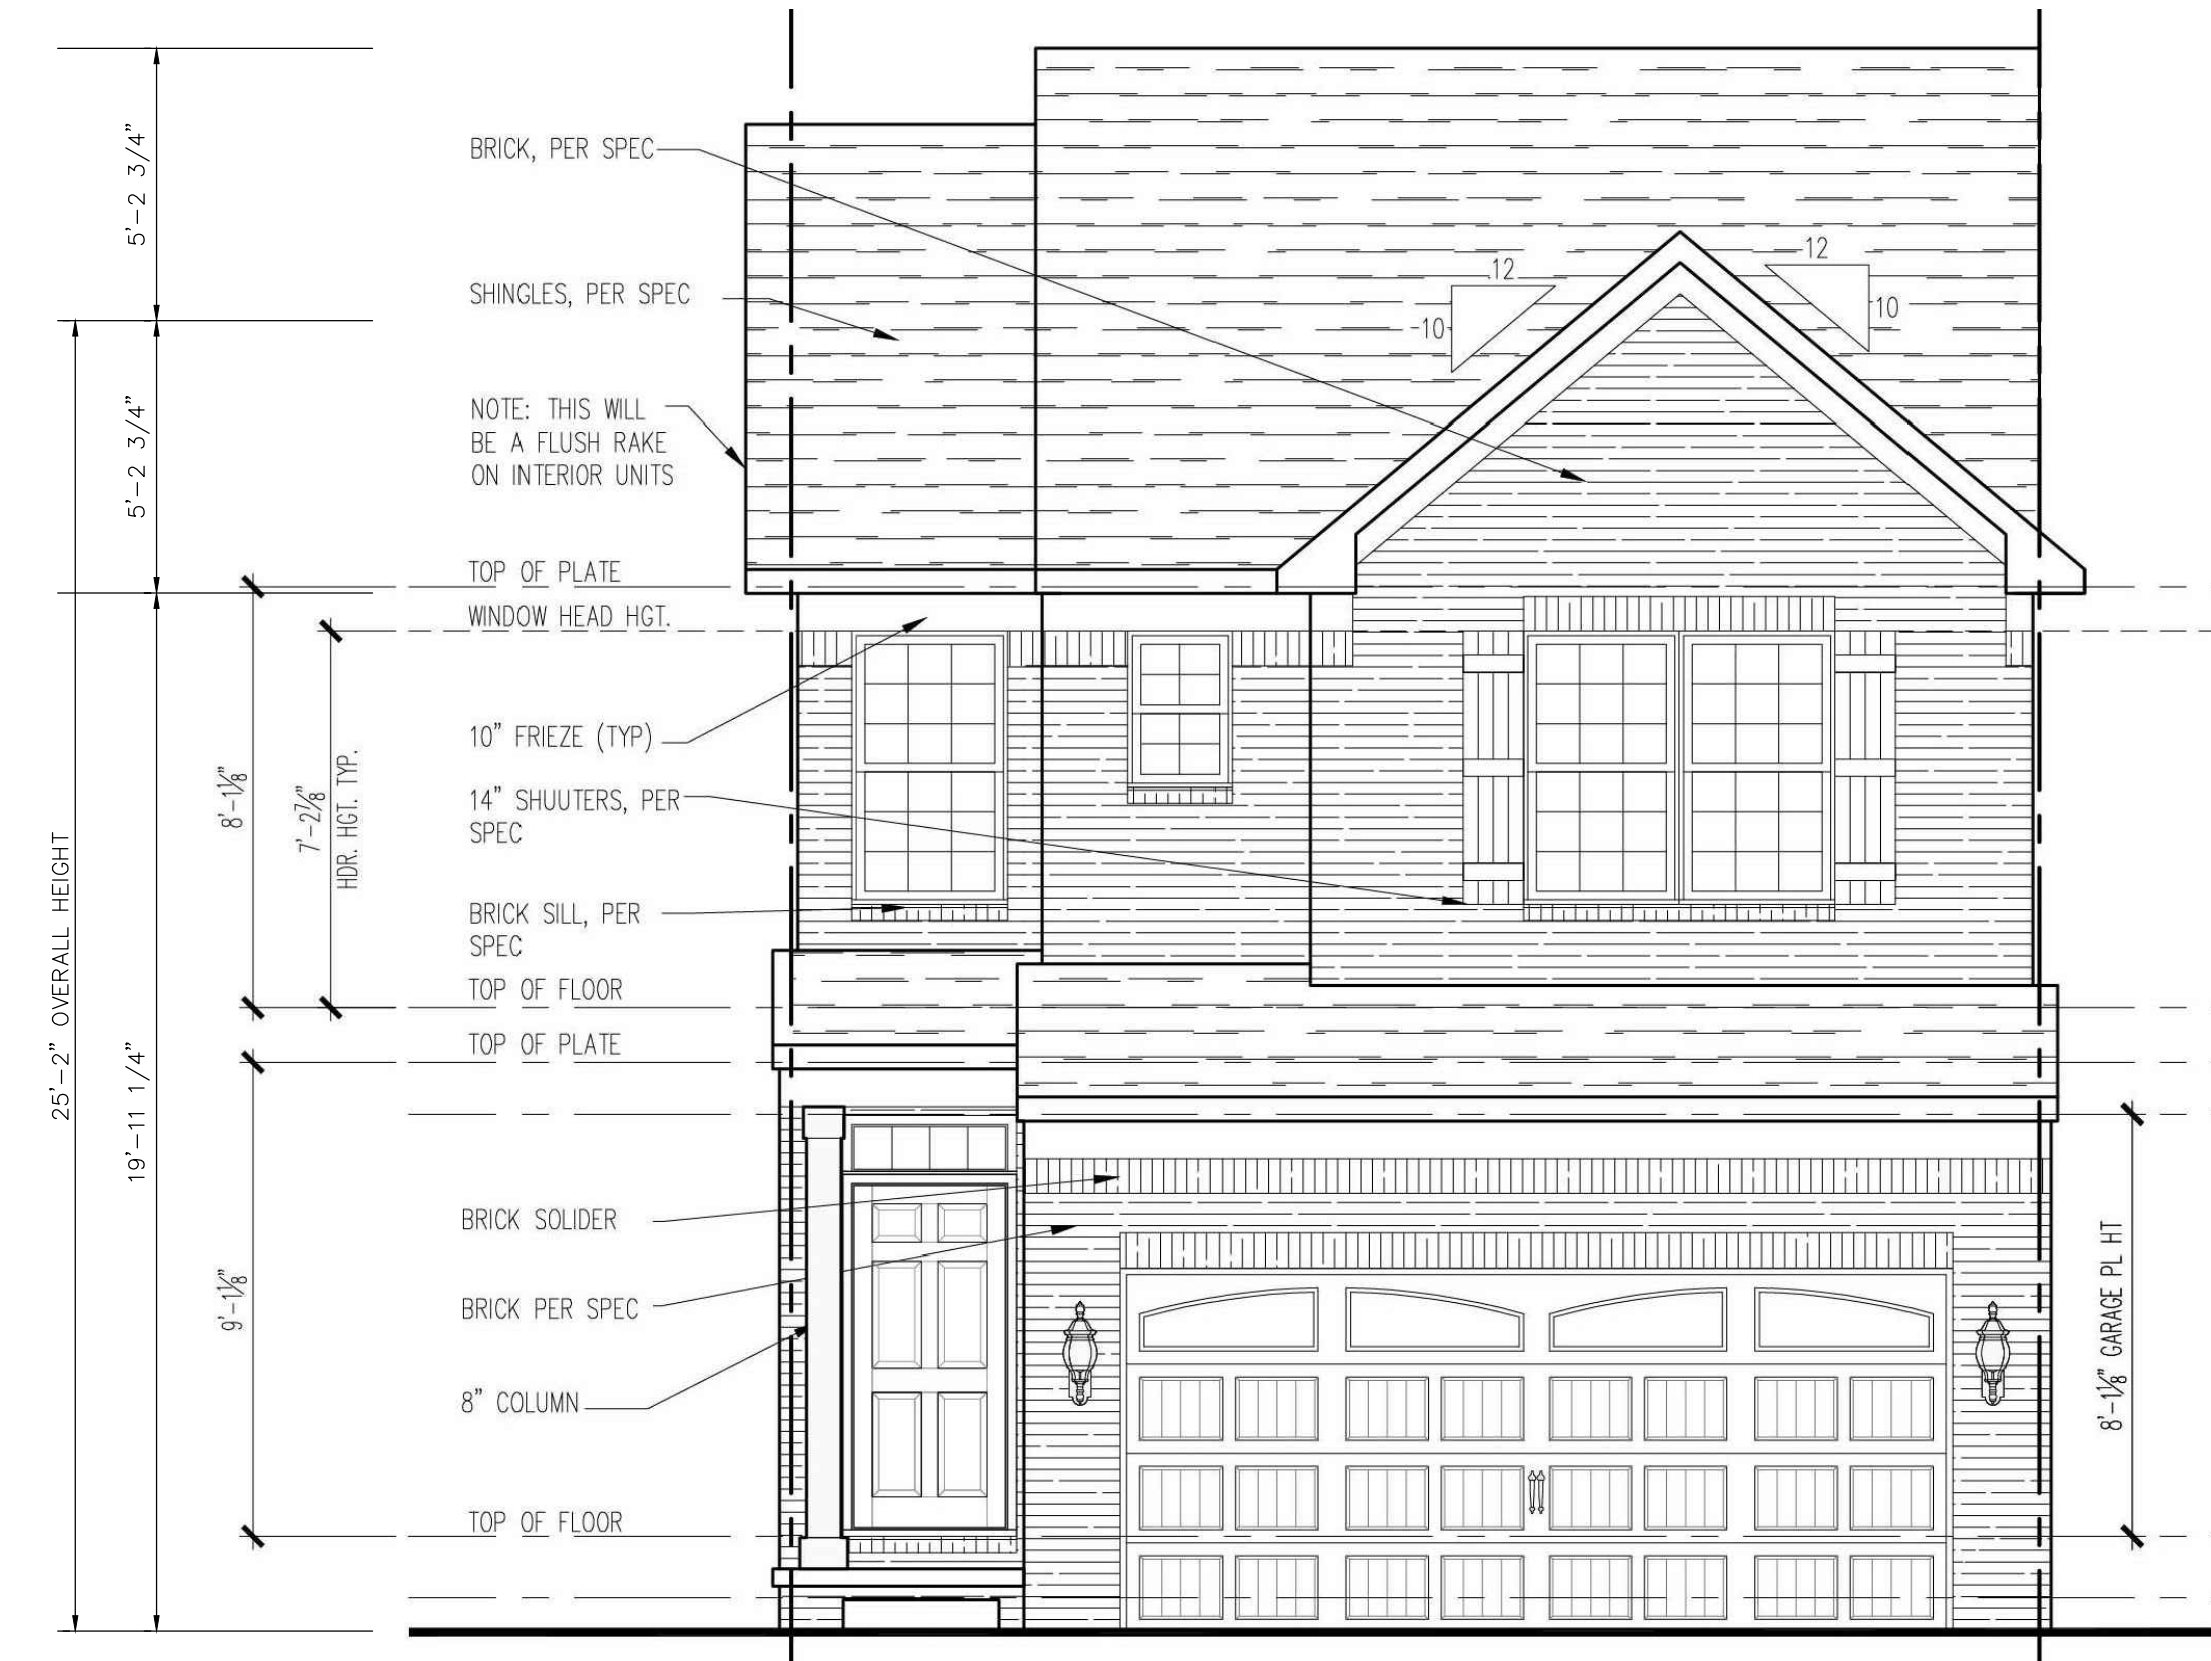 5'-2 3/4"
5'-2 3/4"
25'-2" OVERALL HEIGHT
19'-11 1/4"
8'-1⅛"
7'-2⅞"
HDR. HGT. TYP.
9'-1⅛"
BRICK, PER SPEC
SHINGLES, PER SPEC
NOTE: THIS WILL
BE A FLUSH RAKE
ON INTERIOR UNITS
TOP OF PLATE
WINDOW HEAD HGT.
10" FRIEZE (TYP)
14" SHUUTERS, PER
SPEC
BRICK SILL, PER
SPEC
TOP OF FLOOR
TOP OF PLATE
BRICK SOLIDER
BRICK PER SPEC
8" COLUMN
TOP OF FLOOR
12
10
12
10
8'-1⅛" GARAGE PL HT